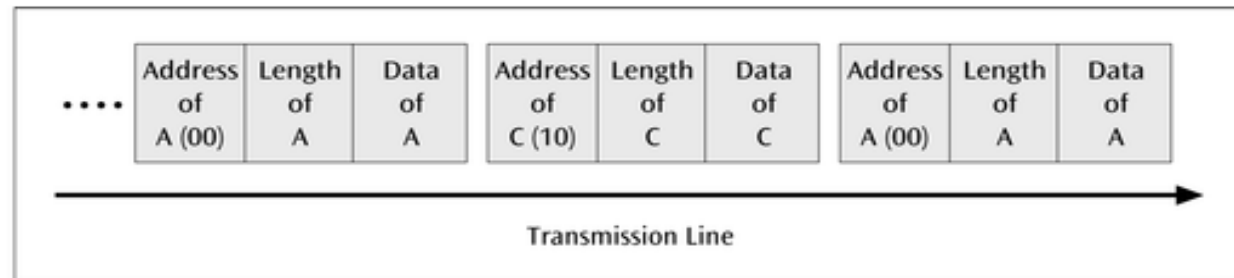 Address of A (00)
Length of A
Data of A
Address of C (10)
Length of C
Data of C
Address of A (00)
Length of A
Data of A
Transmission Line